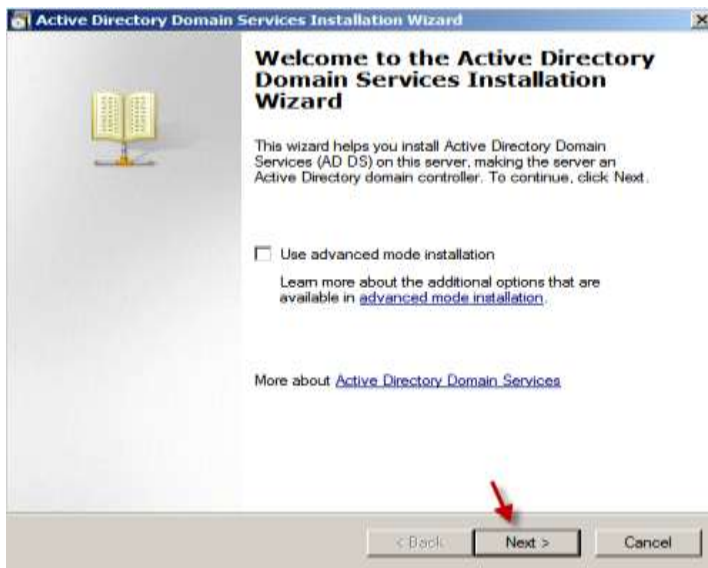 Active Directory Domain Services Installation Wizard
Welcome to the Active Directory
Domain Services Installation
Wizard
This wizard helps you install Active Directory Domain
Services (AD DS) on this server, making the server an
Active Directory domain controller. To continue, click Next.
Use advanced mode installation
Learn more about the additional options that are
available in advanced mode installation.
More about Active Directory Domain Services
< Back Next > Cancel